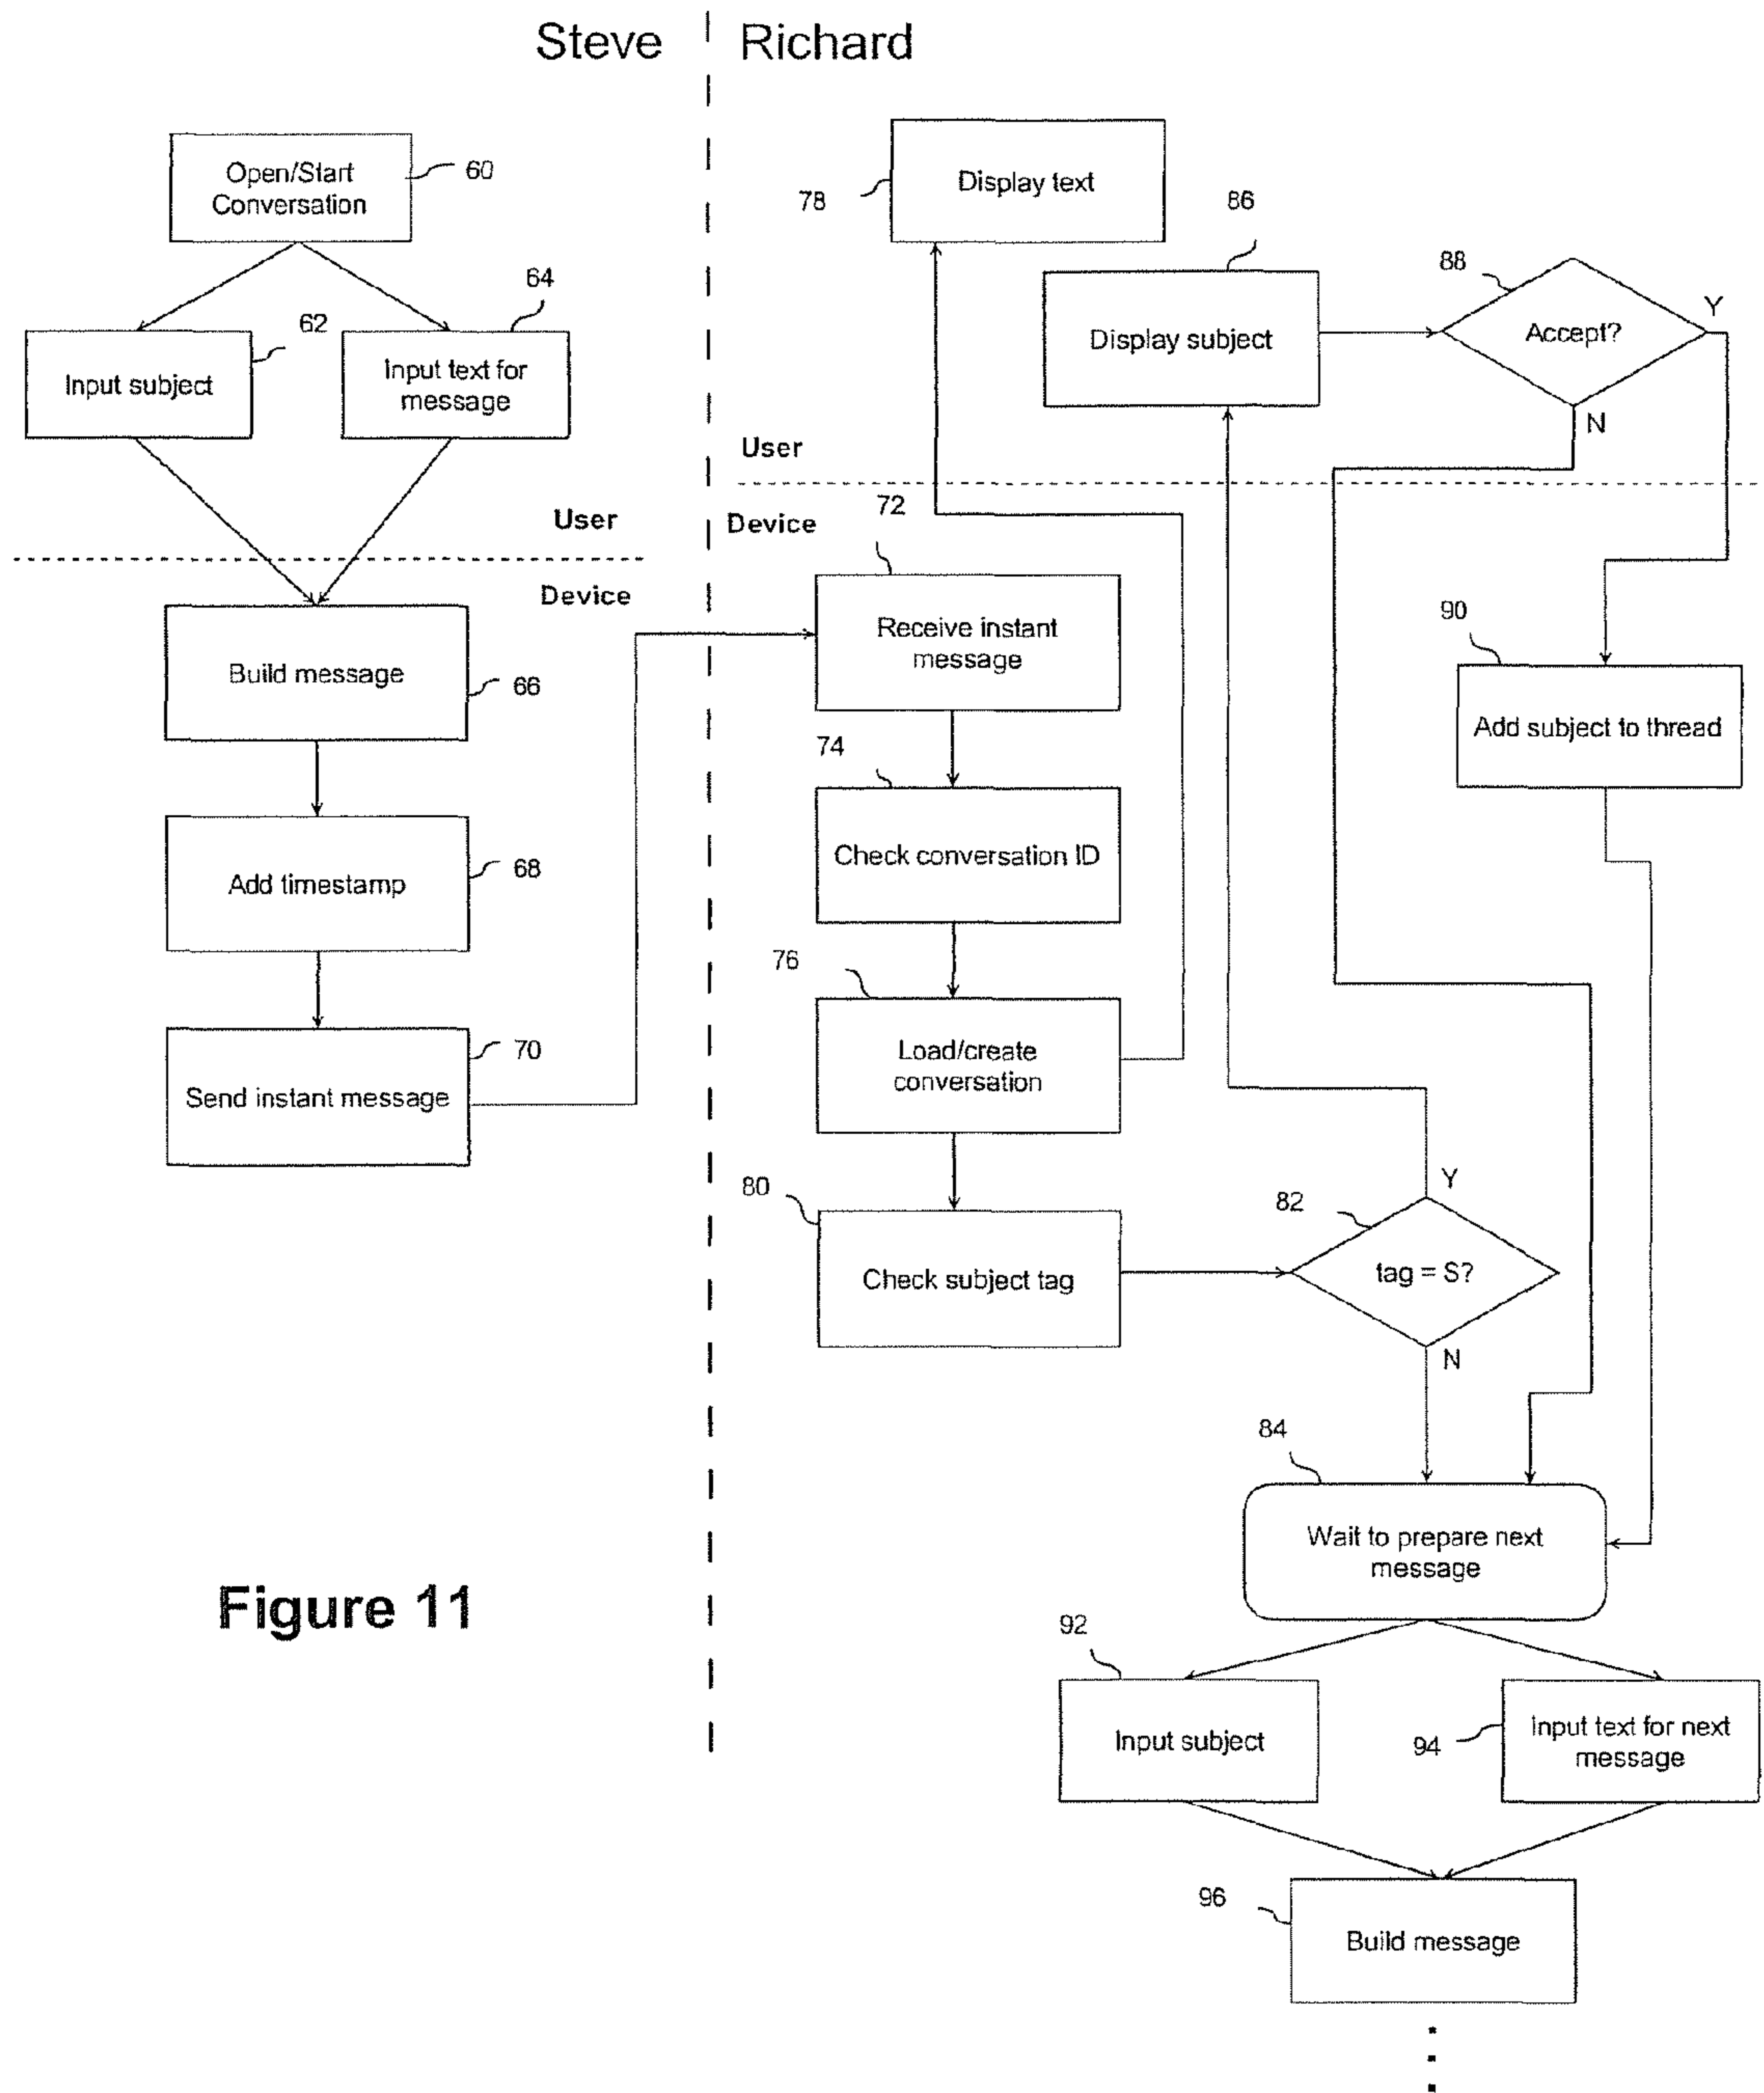 Steve
Richard
Open/Start
Conversation
60
62
Input subject
64
Input text for
message
User
Device
Build message
66
Add timestamp
68
Send instant message
70
78
Display text
86
Display subject
88
Accept?
Y
N
User
Device
72
Receive instant
message
74
Check conversation ID
76
Load/create
conversation
80
Check subject tag
82
tag = S?
Y
N
90
Add subject to thread
84
Wait to prepare next
message
92
Input subject
94
Input text for next
message
96
Build message
Figure 11